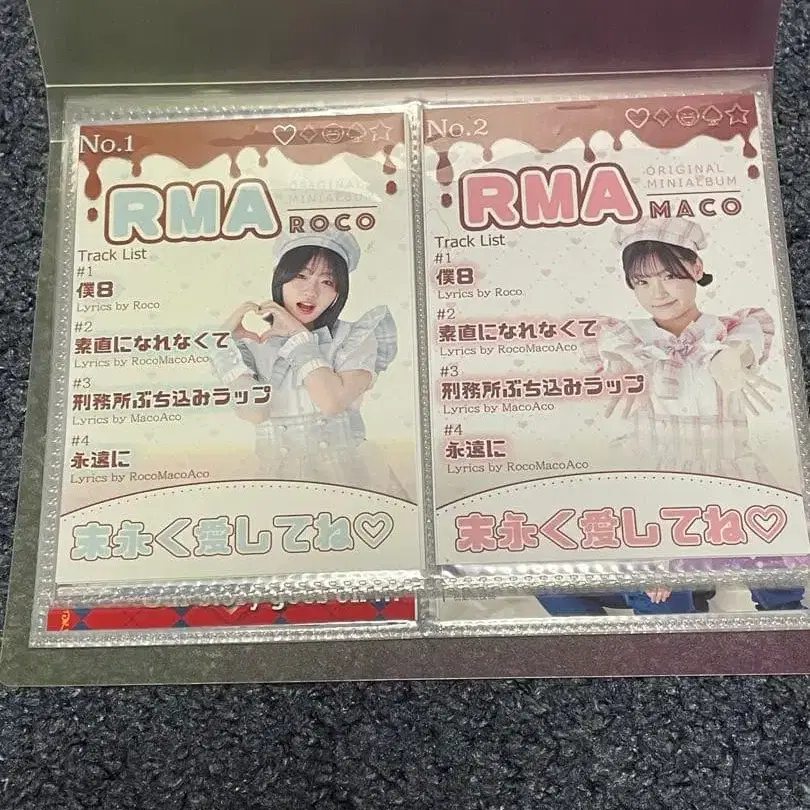 No.1
RMA
ORIGINAL
MINIALBUM
ROCO
Track List
#1
僕8
Lyrics by Roco
#2
素直になれなくて
Lyrics by RocoMacoAco
#3
刑務所ぶち込みラップ
Lyrics by MacoAco
#4
永遠に
Lyrics by RocoMacoAco
末永く愛してね♡
No.2
RMA
ORIGINAL
MINIALBUM
MACO
Track List
#1
僕8
Lyrics by Roco
#2
素直になれなくて
Lyrics by RocoMacoAco
#3
刑務所ぶち込みラップ
Lyrics by MacoAco
#4
永遠に
Lyrics by RocoMacoAco
末永く愛してね♡